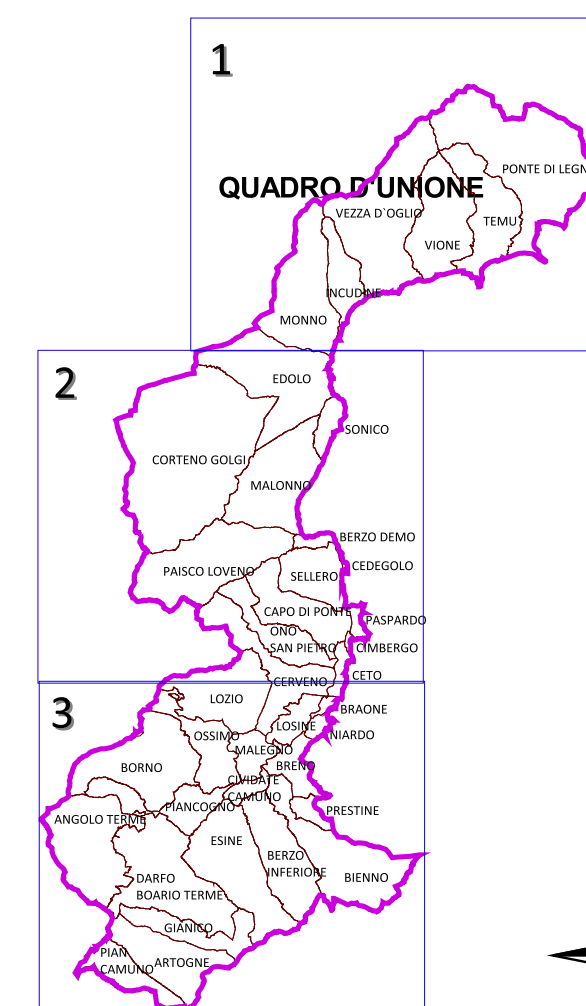 1
PONTE DI LEGN
QUADRO D'UNIONE
VEZZA D`OGLIO
TEMU
VIONE
INCUDINE
MONNO
2
EDOLO
SONICO
CORTENO GOLGI
MALONNO
BERZO DEMO
CEDEGOLO
PAISCO LOVENO
SELLERO
CAPO DI PONTE
PASPARDO
ONO
SAN PIETRO
CIMBERGO
CETO
CERVENO
3
LOZIO
BRAONE
LOSINE
NIARDO
OSSIMO
MALEGNO
BRENO
BORNO
CIVIDATE
CAMUNO
PIANCOGNO
PRESTINE
ANGOLO TERME
ESINE
BERZO
INFERIORE
BIENNO
DARFO
BOARIO TERME
GIANICO
PIAN
CAMUNO
ARTOGNE